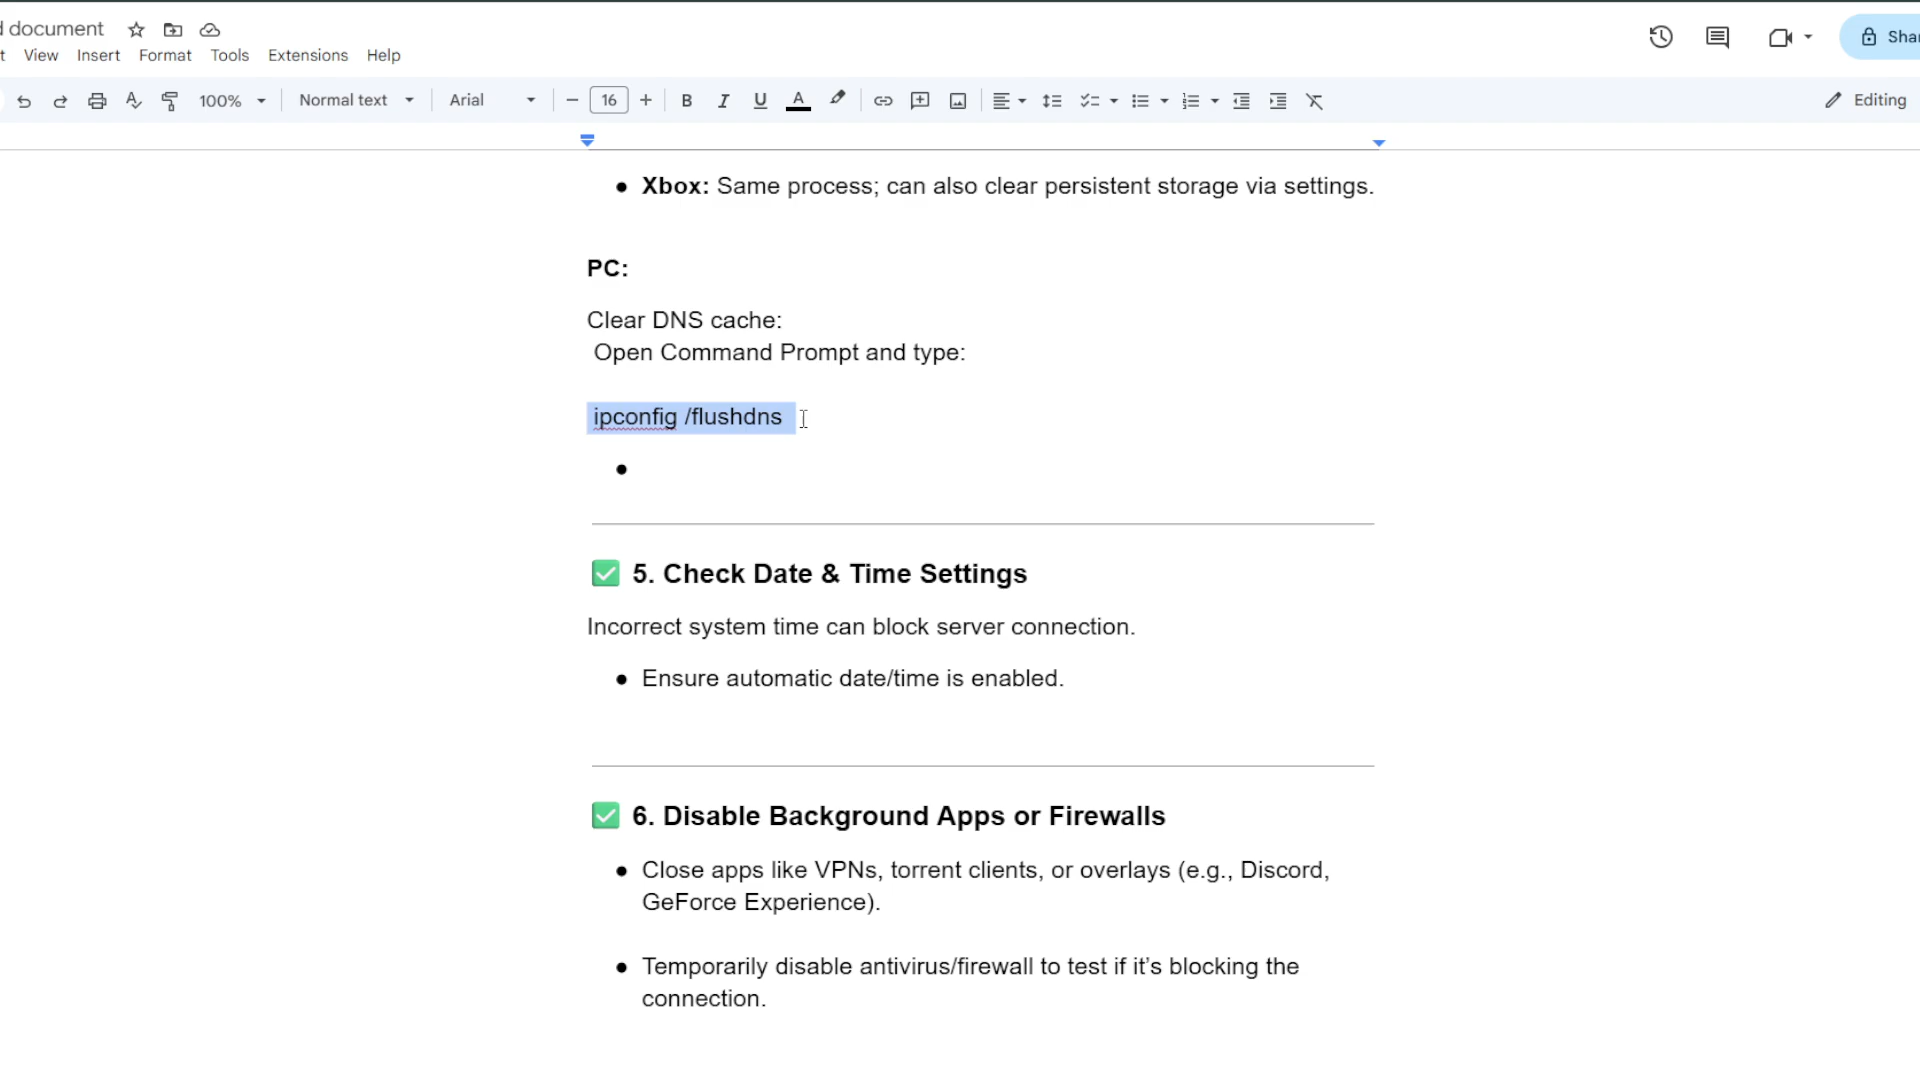 d document
t View Insert Format Tools Extensions Help
Shar
100% Normal text Arial 16 B I U A Editing
● Xbox: Same process; can also clear persistent storage via settings.
PC:
Clear DNS cache:
Open Command Prompt and type:
ipconfig /flushdns
●
✅ 5. Check Date & Time Settings
Incorrect system time can block server connection.
● Ensure automatic date/time is enabled.
✅ 6. Disable Background Apps or Firewalls
● Close apps like VPNs, torrent clients, or overlays (e.g., Discord,
GeForce Experience).
● Temporarily disable antivirus/firewall to test if it’s blocking the
connection.